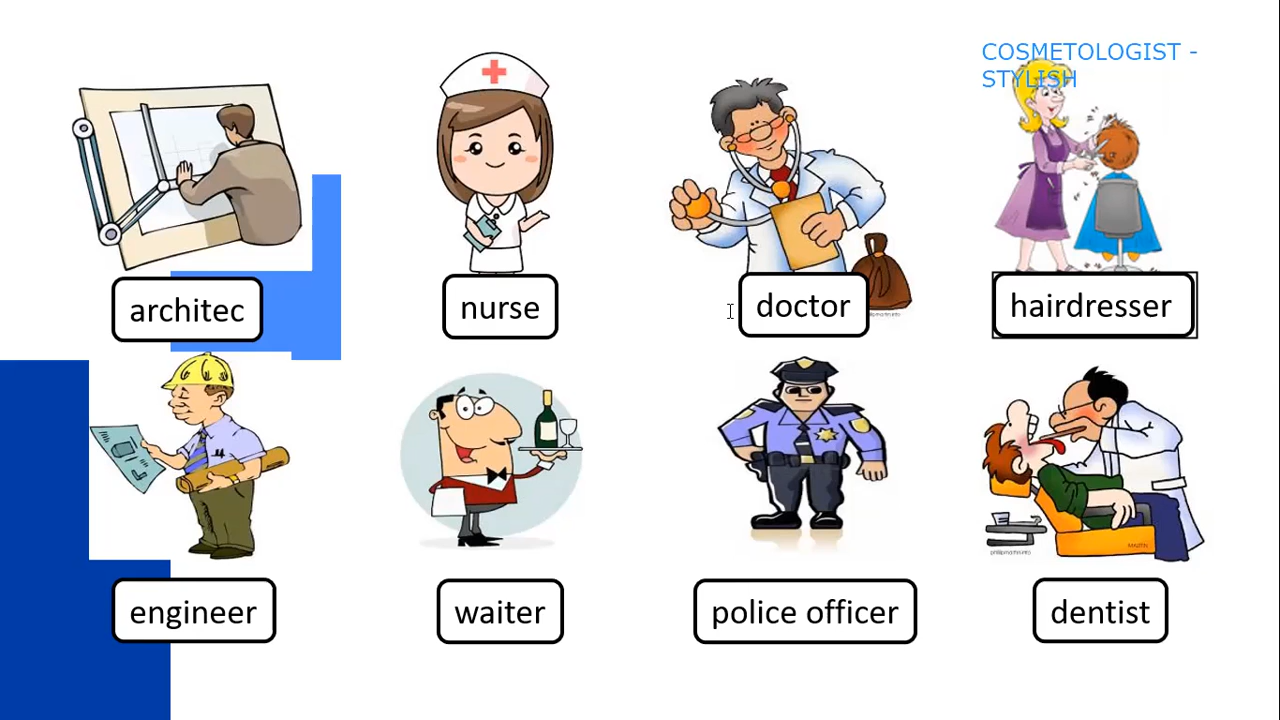 COSMETOLOGIST -
STYLISH
architec
nurse
doctor
hairdresser
engineer
waiter
police officer
dentist